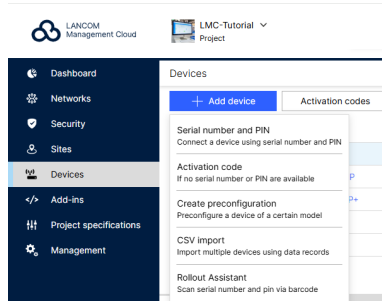 LANCOM
Management Cloud
LMC-Tutorial
Project
Dashboard
Networks
Security
Sites
Devices
Add-ins
Project specifications
Management
Devices
Add device
Activation codes
Serial number and PIN
Connect a device using serial number and PIN
Activation code
If no serial number or PIN are available
Create preconfiguration
Preconfigure a device of a certain model
CSV import
Import multiple devices using data records
Rollout Assistant
Scan serial and pin via barcode
P
P+